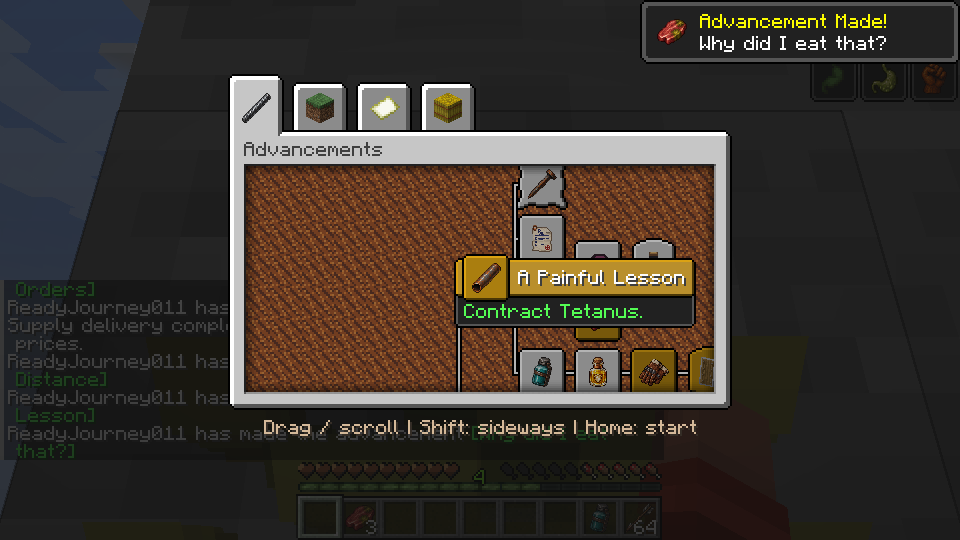 Advancement Made!
Why did I eat that?
Advancements
A Painful Lesson
Contract Tetanus.
Orders]
ReadyJourney011 has
Supply delivery compl
prices.
ReadyJourney011 has
Distance]
ReadyJourney011 has
Lesson]
ReadyJourney011 has made the advancement [Why did I eat
that?]
Drag / scroll | Shift: sideways | Home: start
4
3
64